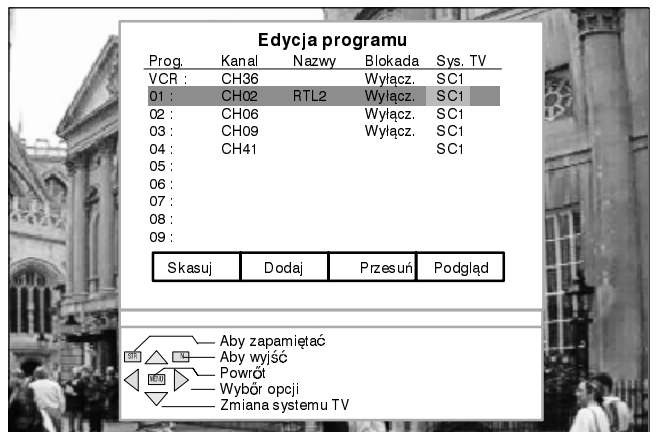 Edycja programu
Prog. Kanal Nazwy Blokada Sys. TV
VCR : CH36 Wyłącz. SC1
01 : CH02 RTL2 Wyłącz. SC1
02 : CH06 Wyłącz. SC1
03 : CH09 Wyłącz. SC1
04 : CH41 SC1
05 :
06 :
07 :
08 :
09 :
Skasuj Dodaj Przesuń Podgląd
Aby zapamiętać
STR N Aby wyjść
MENU Powrőt
Wybőr opcji
Zmiana systemu TV